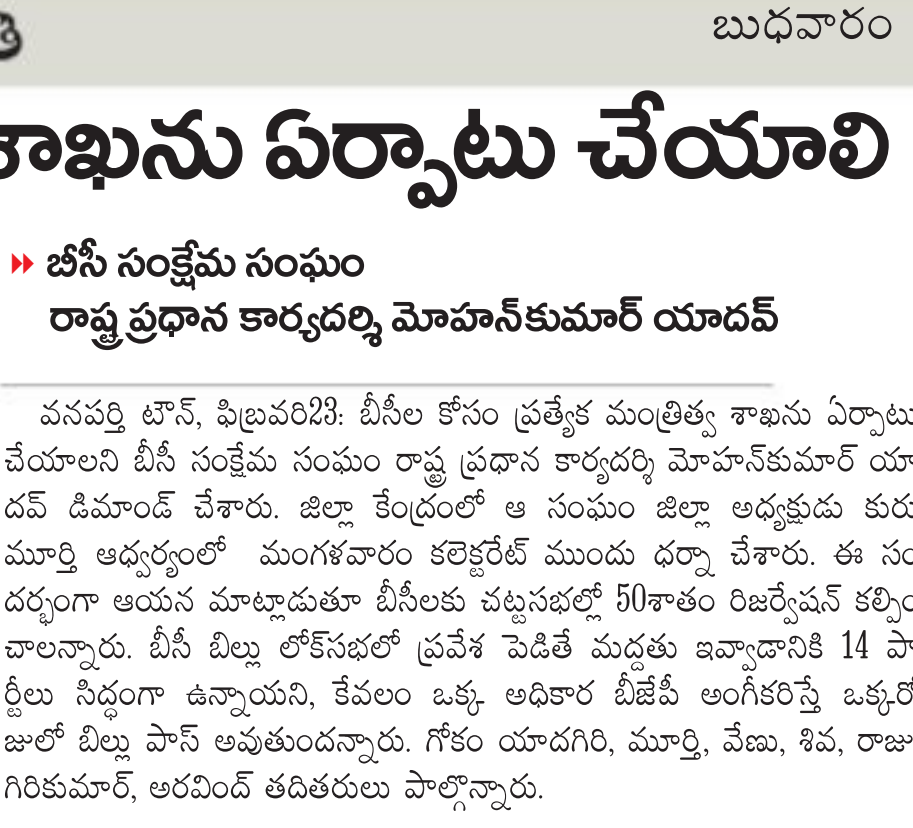 బుధవారం
శాఖను ఏర్పాటు చేయాలి
బీసీ సంక్షేమ సంఘం
రాష్ట్ర ప్రధాన కార్యదర్శి మోహన్‌కుమార్ యాదవ్
వనపర్తి టౌన్, ఫిబ్రవరి23: బీసీల కోసం ప్రత్యేక మంత్రిత్వ శాఖను ఏర్పాటు
చేయాలని బీసీ సంక్షేమ సంఘం రాష్ట్ర ప్రధాన కార్యదర్శి మోహన్‌కుమార్ యా
దవ్ డిమాండ్ చేశారు. జిల్లా కేంద్రంలో ఆ సంఘం జిల్లా అధ్యక్షుడు కురు
మూర్తి ఆధ్వర్యంలో మంగళవారం కలెక్టరేట్ ముందు ధర్నా చేశారు. ఈ సం
దర్భంగా ఆయన మాట్లాడుతూ బీసీలకు చట్టసభల్లో 50శాతం రిజర్వేషన్ కల్పిం
చాలన్నారు. బీసీ బిల్లు లోక్‌సభలో ప్రవేశ పెడితే మద్దతు ఇవ్వాడానికి 14 పా
ర్టీలు సిద్ధంగా ఉన్నాయని, కేవలం ఒక్క అధికార బీజేపీ అంగీకరిస్తే ఒక్కరో
జులో బిల్లు పాస్ అవుతుందన్నారు. గోకం యాదగిరి, మూర్తి, వేణు, శివ, రాజు
గిరికుమార్, అరవింద్ తదితరులు పాల్గొన్నారు.